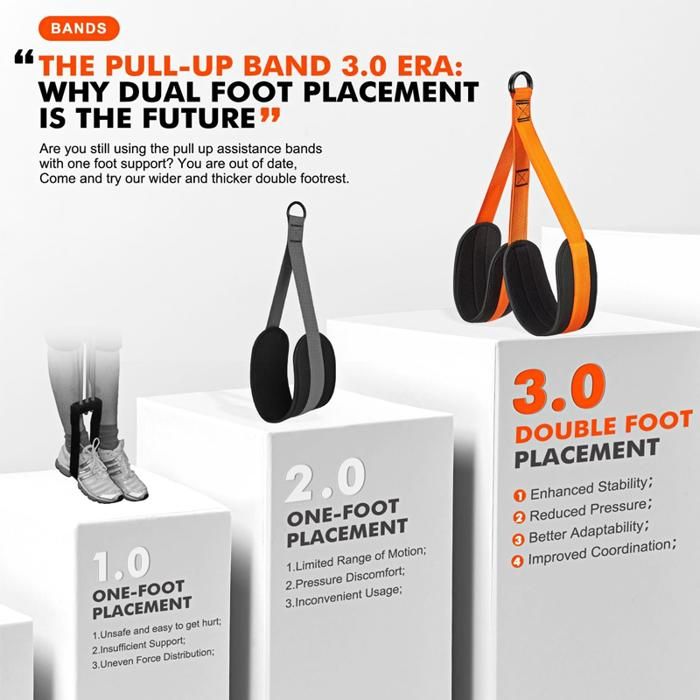 BANDS
“THE PULL-UP BAND 3.0 ERA:
WHY DUAL FOOT PLACEMENT
IS THE FUTURE”
Are you still using the pull up assistance bands
with one foot support? You are out of date,
Come and try our wider and thicker double footrest.
1.0
ONE-FOOT
PLACEMENT
1.Unsafe and easy to get hurt;
2.Insufficient Support;
3.Uneven Force Distribution;
2.0
ONE-FOOT
PLACEMENT
1.Limited Range of Motion;
2.Pressure Discomfort;
3.Inconvenient Usage;
3.0
DOUBLE FOOT
PLACEMENT
1 Enhanced Stability;
2 Reduced Pressure;
3 Better Adaptability;
4 Improved Coordination;